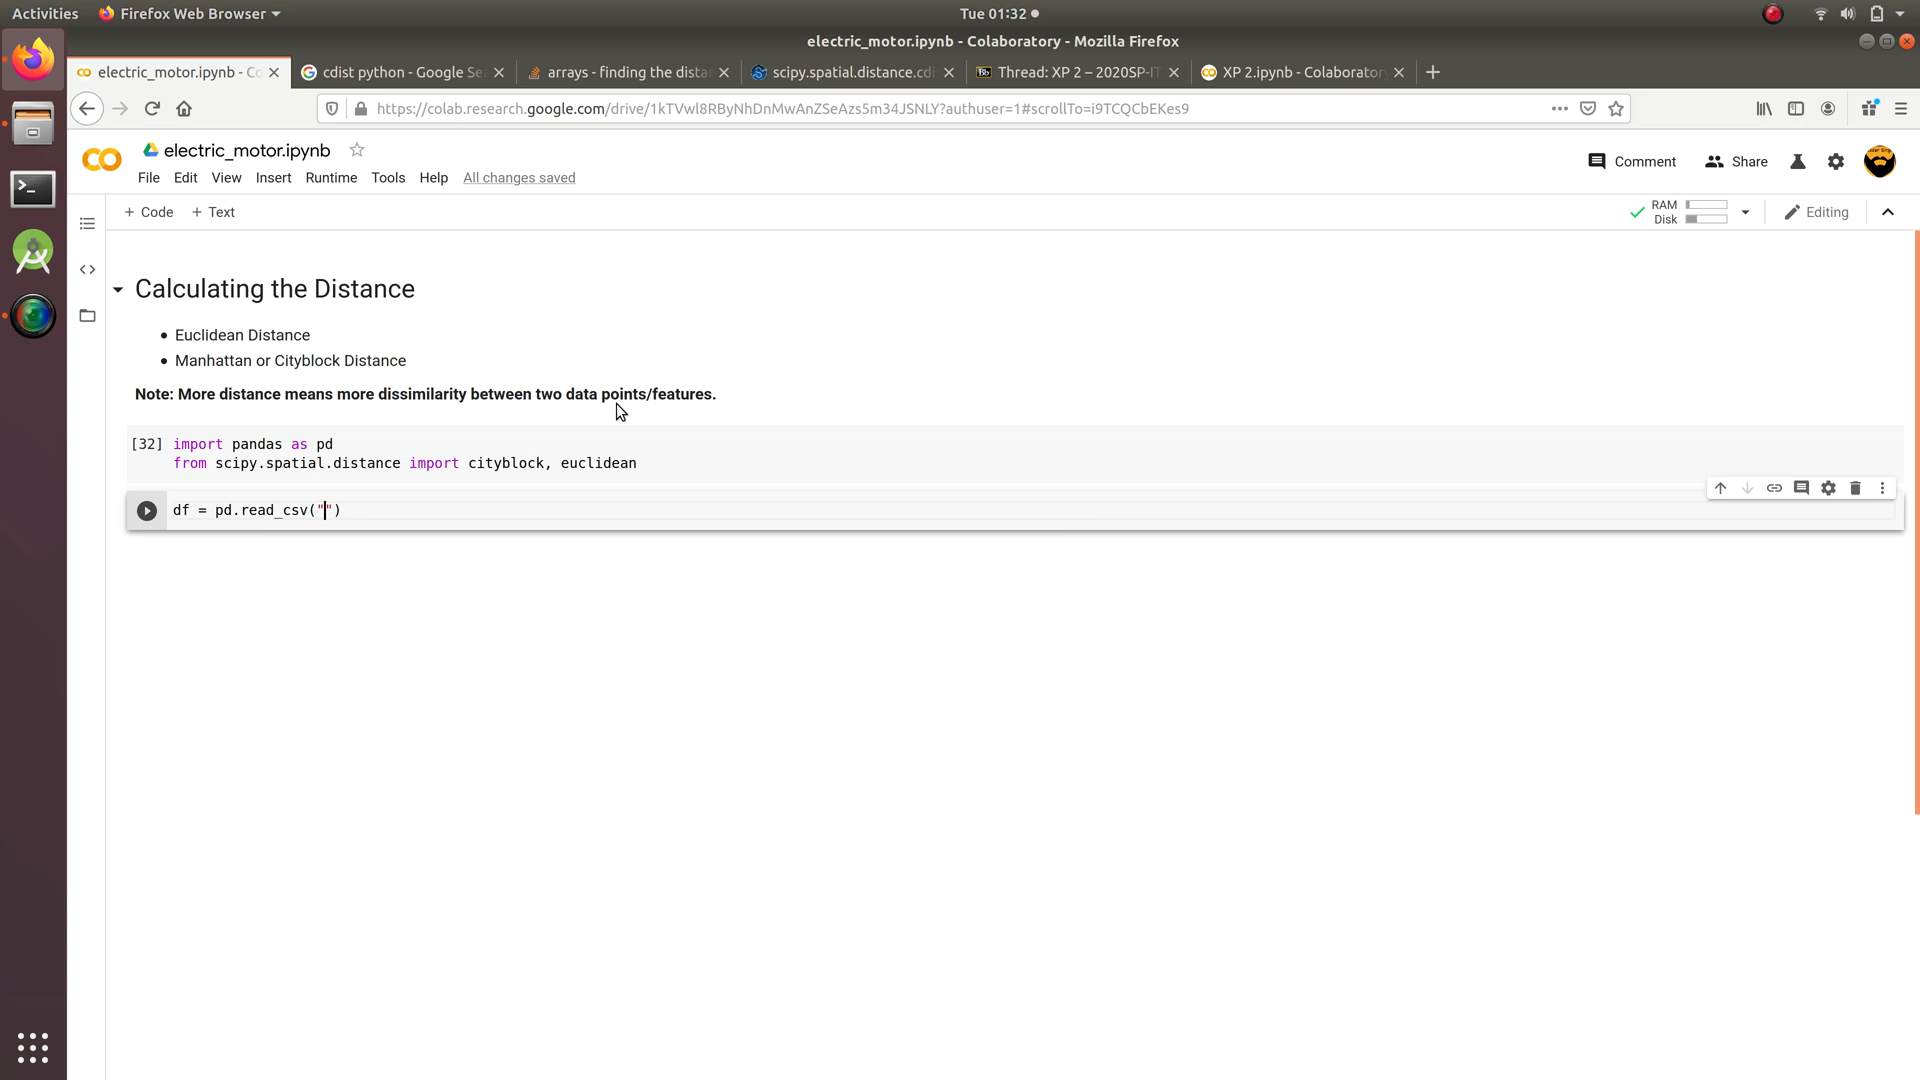 Activities Firefox Web Browser Tue 01:32
electric_motor.ipynb - Colaboratory - Mozilla Firefox
electric_motor.ipynb - Co cdist python - Google Se arrays - finding the dista scipy.spatial.distance.cdi Bb Thread: XP 2 – 2020SP-IT XP 2.ipynb - Colaborator
https://colab.research.google.com/drive/1kTVwl8RByNhDnMwAnZSeAzs5m34JSNLY?authuser=1#scrollTo=i9TCQCbEKes9
electric_motor.ipynb
Comment Share
File Edit View Insert Runtime Tools Help All changes saved
+ Code + Text RAM Disk Editing
Calculating the Distance
• Euclidean Distance
• Manhattan or Cityblock Distance
Note: More distance means more dissimilarity between two data points/features.
[32] import pandas as pd
from scipy.spatial.distance import cityblock, euclidean
df = pd.read_csv("")